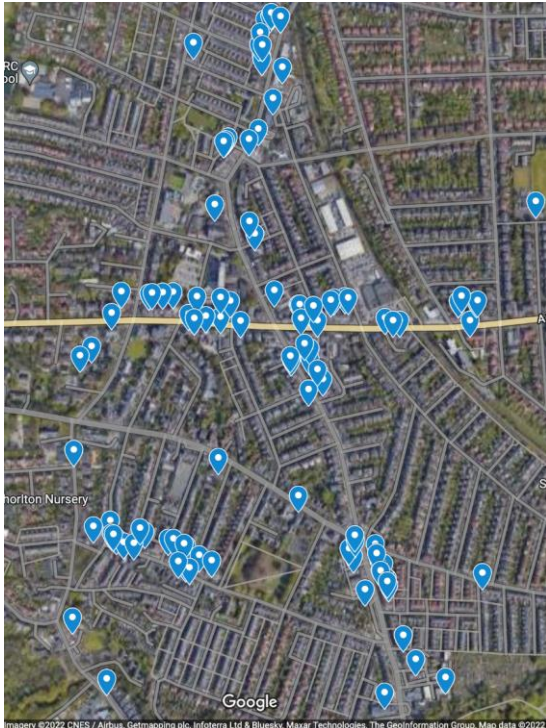 RC
ool
A
horlton Nursery
S
Google
Imagery ©2022 CNES / Airbus, Getmapping plc, Infoterra Ltd & Bluesky, Maxar Technologies, The GeoInformation Group, Map data ©2022